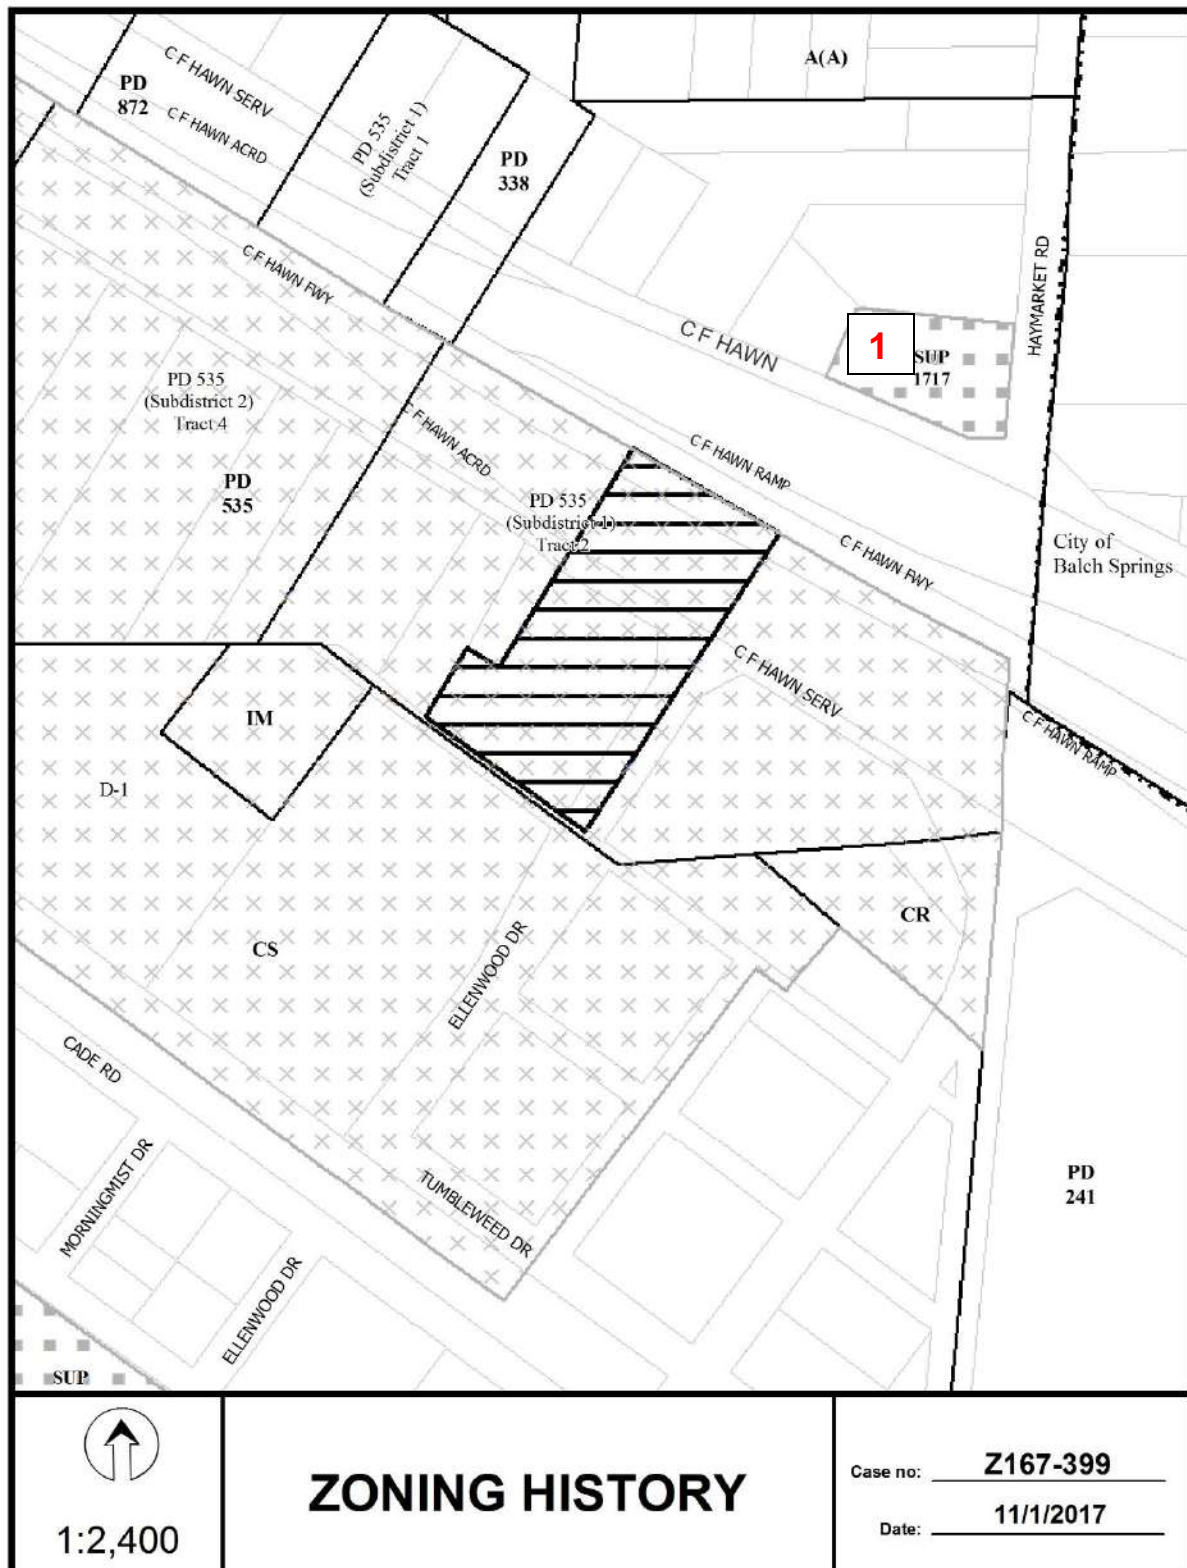 A(A)
C F HAWN SERV
PD
872
C F HAWN ACRD
PD 535
(Subdistrict 1)
Tract 1
PD
338
C F HAWN FWY
HAYMARKET RD
C F HAWN
1
SUP
1717
PD 535
(Subdistrict 2)
Tract 4
C F HAWN ACRD
C F HAWN RAMP
PD
535
PD 535
(Subdistrict 1)
Tract 2
C F HAWN FWY
City of
Balch Springs
C F HAWN SERV
C F HAWN RAMP
IM
D-1
CR
CS
ELLENWOOD DR
CADE RD
MORNINGMIST DR
TUMBLEWEED DR
PD
241
ELLENWOOD DR
SUP
1:2,400
ZONING HISTORY
Case no: Z167-399
Date: 11/1/2017